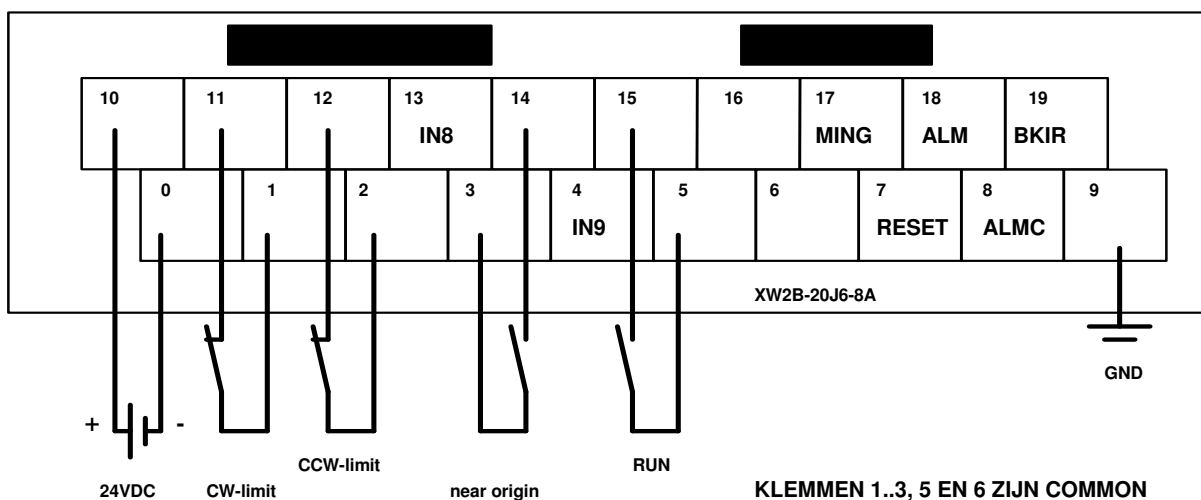 10 11 12 13 14 15 16 17 18 19
IN8 MING ALM BKIR
0 1 2 3 4 5 6 7 8 9
IN9 RESET ALMC
XW2B-20J6-8A
GND
+ -
CCW-limit RUN
24VDC CW-limit near origin KLEMMEN 1..3, 5 EN 6 ZIJN COMMON